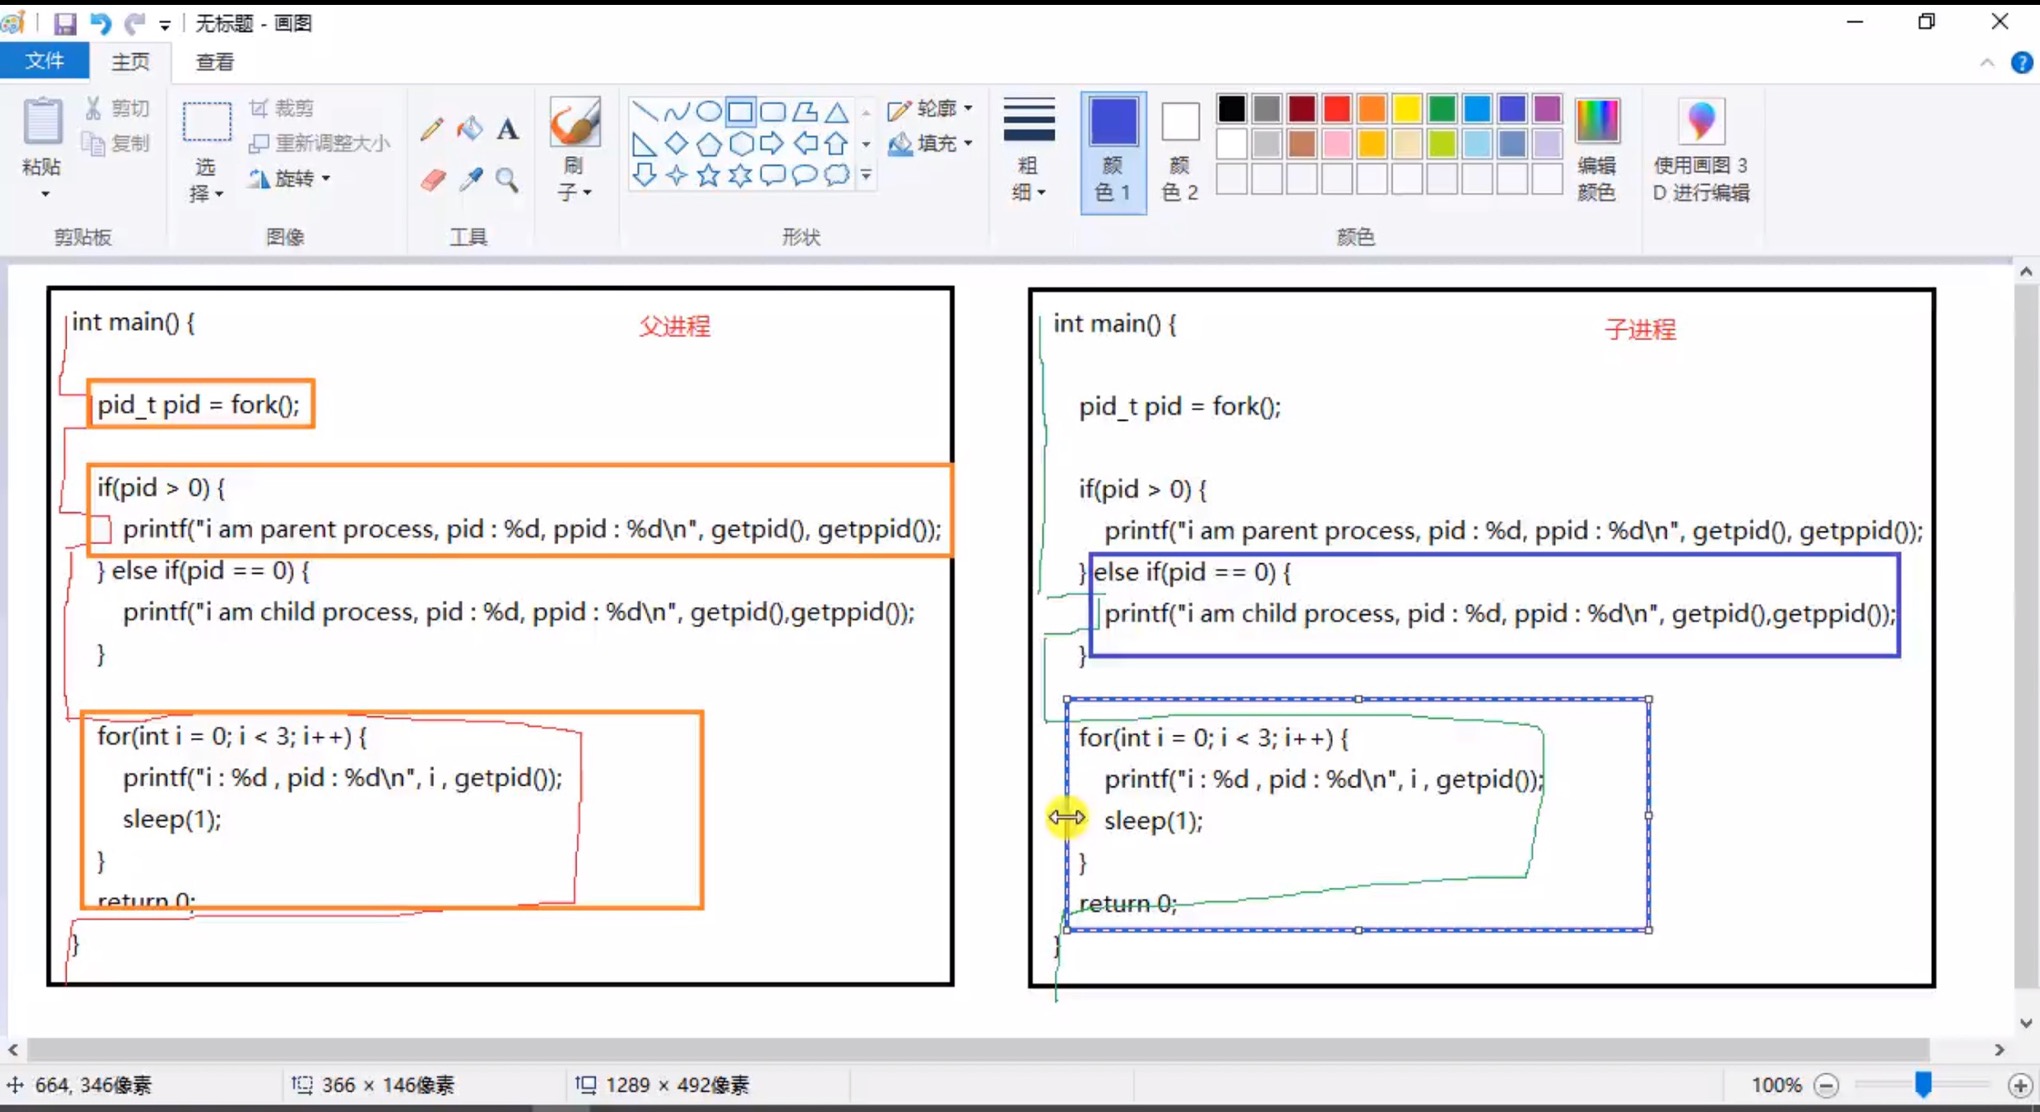 无标题 - 画图
文件 主页 查看
粘贴
剪切
复制
剪贴板
选
择
裁剪
重新调整大小
旋转
图像
A
工具
刷
子
轮廓
填充
形状
粗
细
颜
色 1
颜
色 2
编辑
颜色
颜色
使用画图 3
D 进行编辑
?
int main() {
父进程
pid_t pid = fork();
if(pid > 0) {
printf("i am parent process, pid : %d, ppid : %d\n", getpid(), getppid());
} else if(pid == 0) {
printf("i am child process, pid : %d, ppid : %d\n", getpid(),getppid());
}
for(int i = 0; i < 3; i++) {
printf("i : %d , pid : %d\n", i , getpid());
sleep(1);
}
return 0;
}
int main() {
子进程
pid_t pid = fork();
if(pid > 0) {
printf("i am parent process, pid : %d, ppid : %d\n", getpid(), getppid());
} else if(pid == 0) {
printf("i am child process, pid : %d, ppid : %d\n", getpid(),getppid());
}
for(int i = 0; i < 3; i++) {
printf("i : %d , pid : %d\n", i , getpid());
sleep(1);
}
return 0;
}
664, 346像素 366 × 146像素 1289 × 492像素 100%